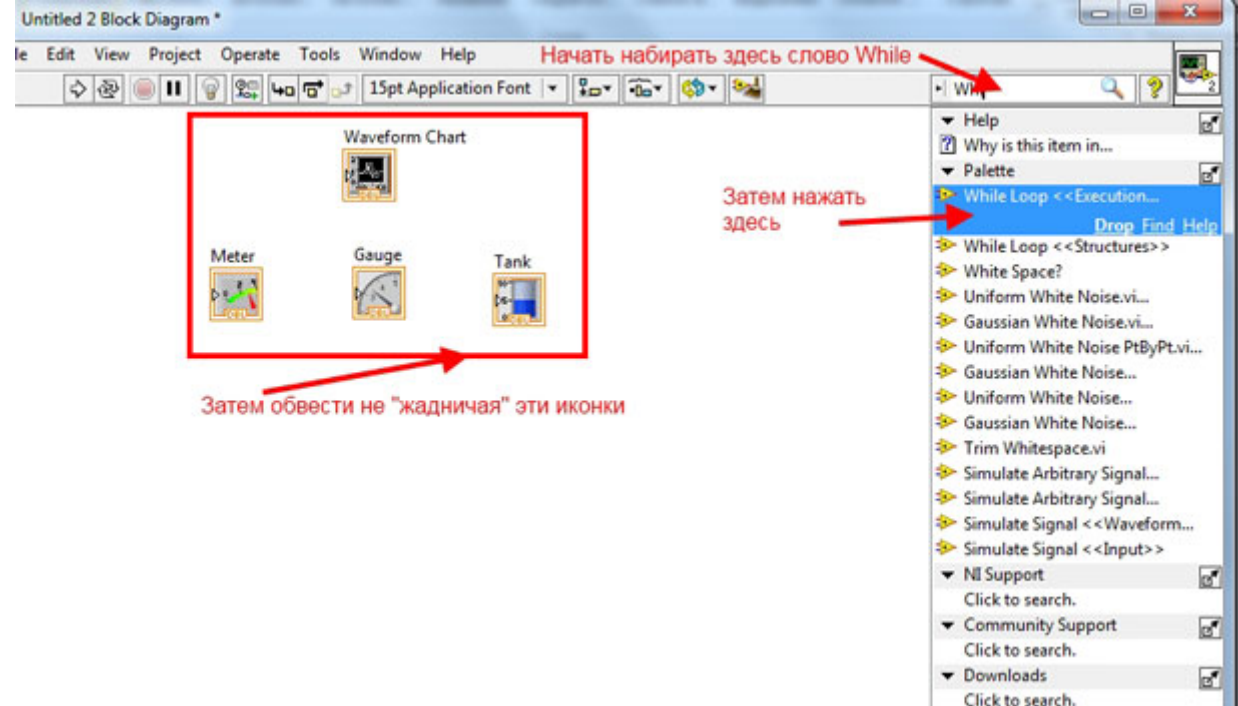 Untitled 2 Block Diagram *
le Edit View Project Operate Tools Window Help
Начать набирать здесь слово While
15pt Application Font
Wh
2
Help
Why is this item in...
Palette
While Loop <<Execution...
Drop Find Help
While Loop <<Structures>>
White Space?
Uniform White Noise.vi...
Gaussian White Noise.vi...
Uniform White Noise PtByPt.vi...
Gaussian White Noise...
Uniform White Noise...
Gaussian White Noise...
Trim Whitespace.vi
Simulate Arbitrary Signal...
Simulate Arbitrary Signal...
Simulate Signal <<Waveform...
Simulate Signal <<Input>>
NI Support
Click to search.
Community Support
Click to search.
Downloads
Click to search.
Waveform Chart
Затем нажать
здесь
Meter
Gauge
Tank
Затем обвести не "жадничая" эти иконки